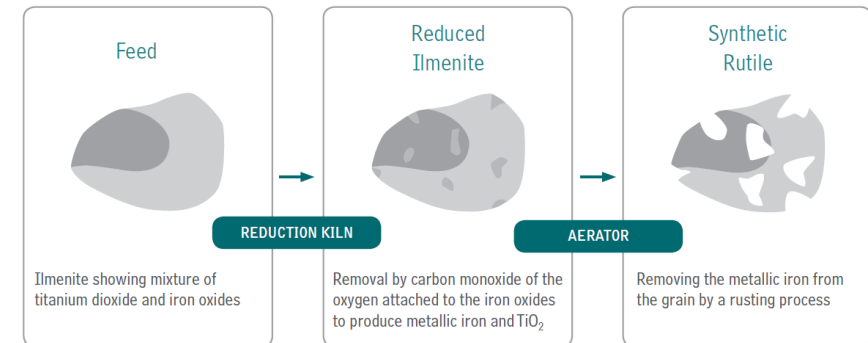 Feed
Ilmenite showing mixture of
titanium dioxide and iron oxides
REDUCTION KILN
Reduced
Ilmenite
Removal by carbon monoxide of the
oxygen attached to the iron oxides
to produce metallic iron and TiO₂
AERATOR
Synthetic
Rutile
Removing the metallic iron from
the grain by a rusting process